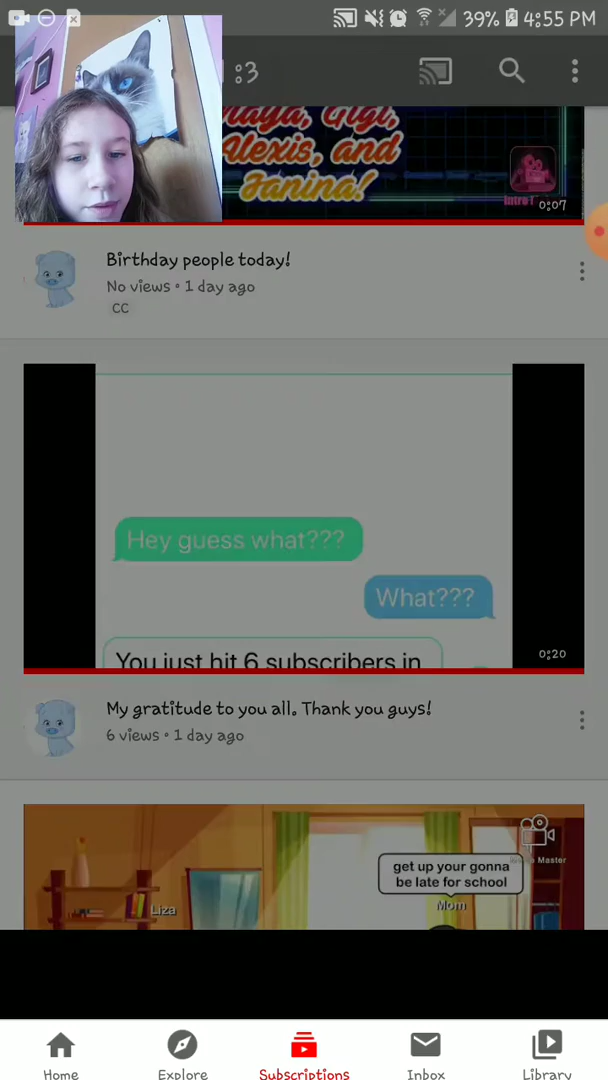 39% 4:55 PM
:3
Maya, Gigi,
Alexis, and
Janina!
0:07
Birthday people today!
No views • 1 day ago
CC
Hey guess what???
What???
You just hit 6 subscribers in
0:20
My gratitude to you all. Thank you guys!
6 views • 1 day ago
get up your gonna
be late for school
Liza
Mom
Home
Explore
Subscriptions
Inbox
Library